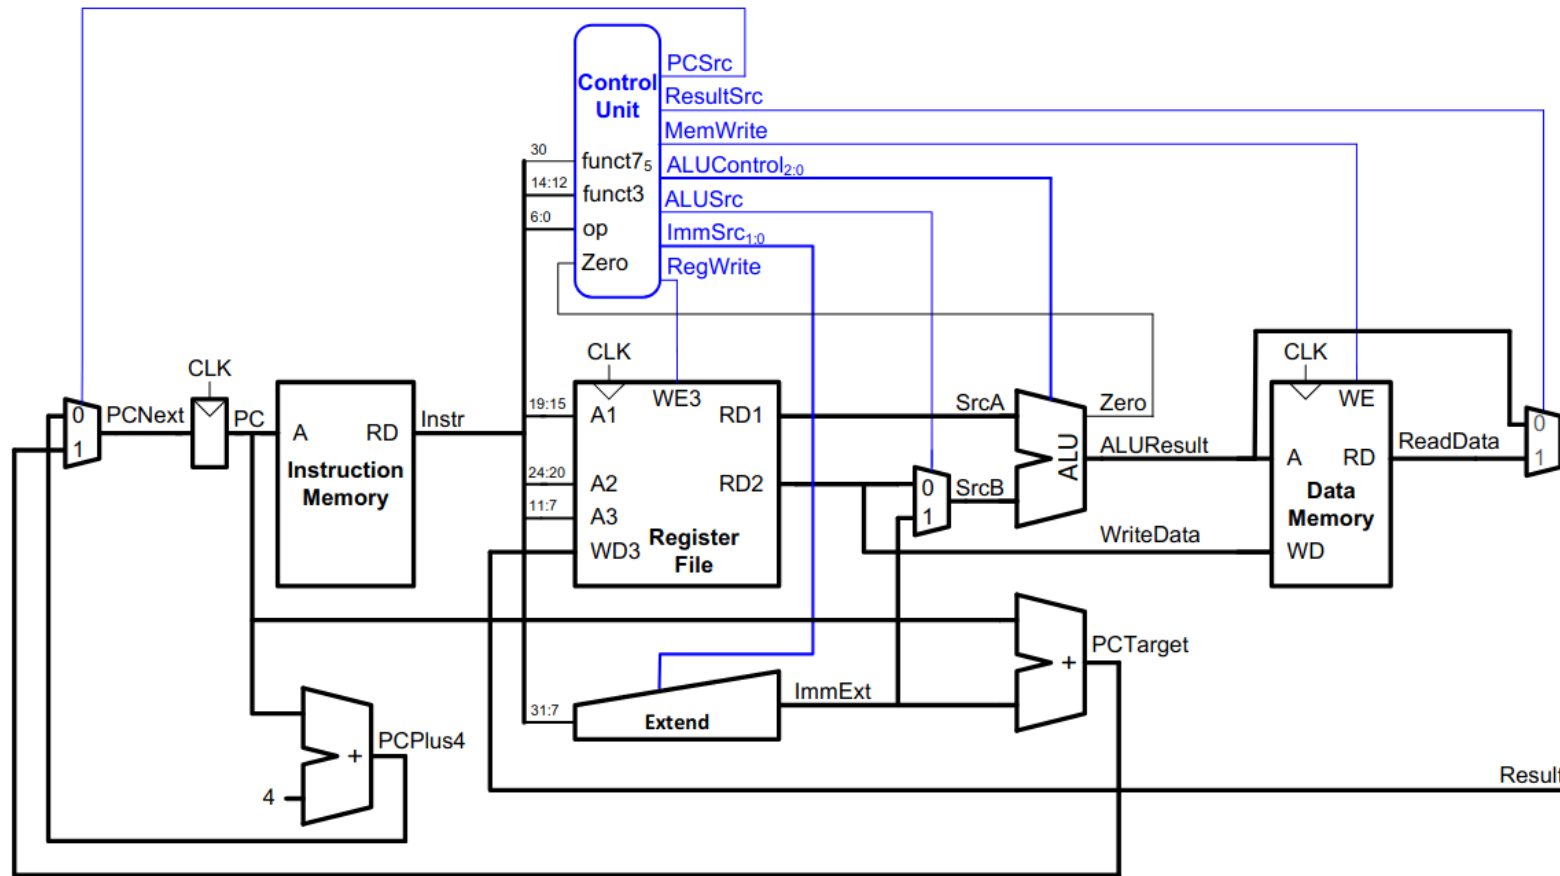 PCSrc
Control
Unit
ResultSrc
MemWrite
30
funct7₅
ALUControl₂:₀
14:12
funct3
ALUSrc
6:0
op
ImmSrc₁:₀
Zero
RegWrite
CLK
CLK
CLK
0
1
PCNext
PC
A
RD
Instruction
Memory
Instr
19:15
A1
WE3
RD1
24:20
A2
RD2
11:7
A3
WD3
Register
File
0
1
SrcA
SrcB
ALU
Zero
ALUResult
WriteData
WE
A
RD
Data
Memory
WD
ReadData
0
1
31:7
Extend
ImmExt
+
PCTarget
4
+
PCPlus4
Result